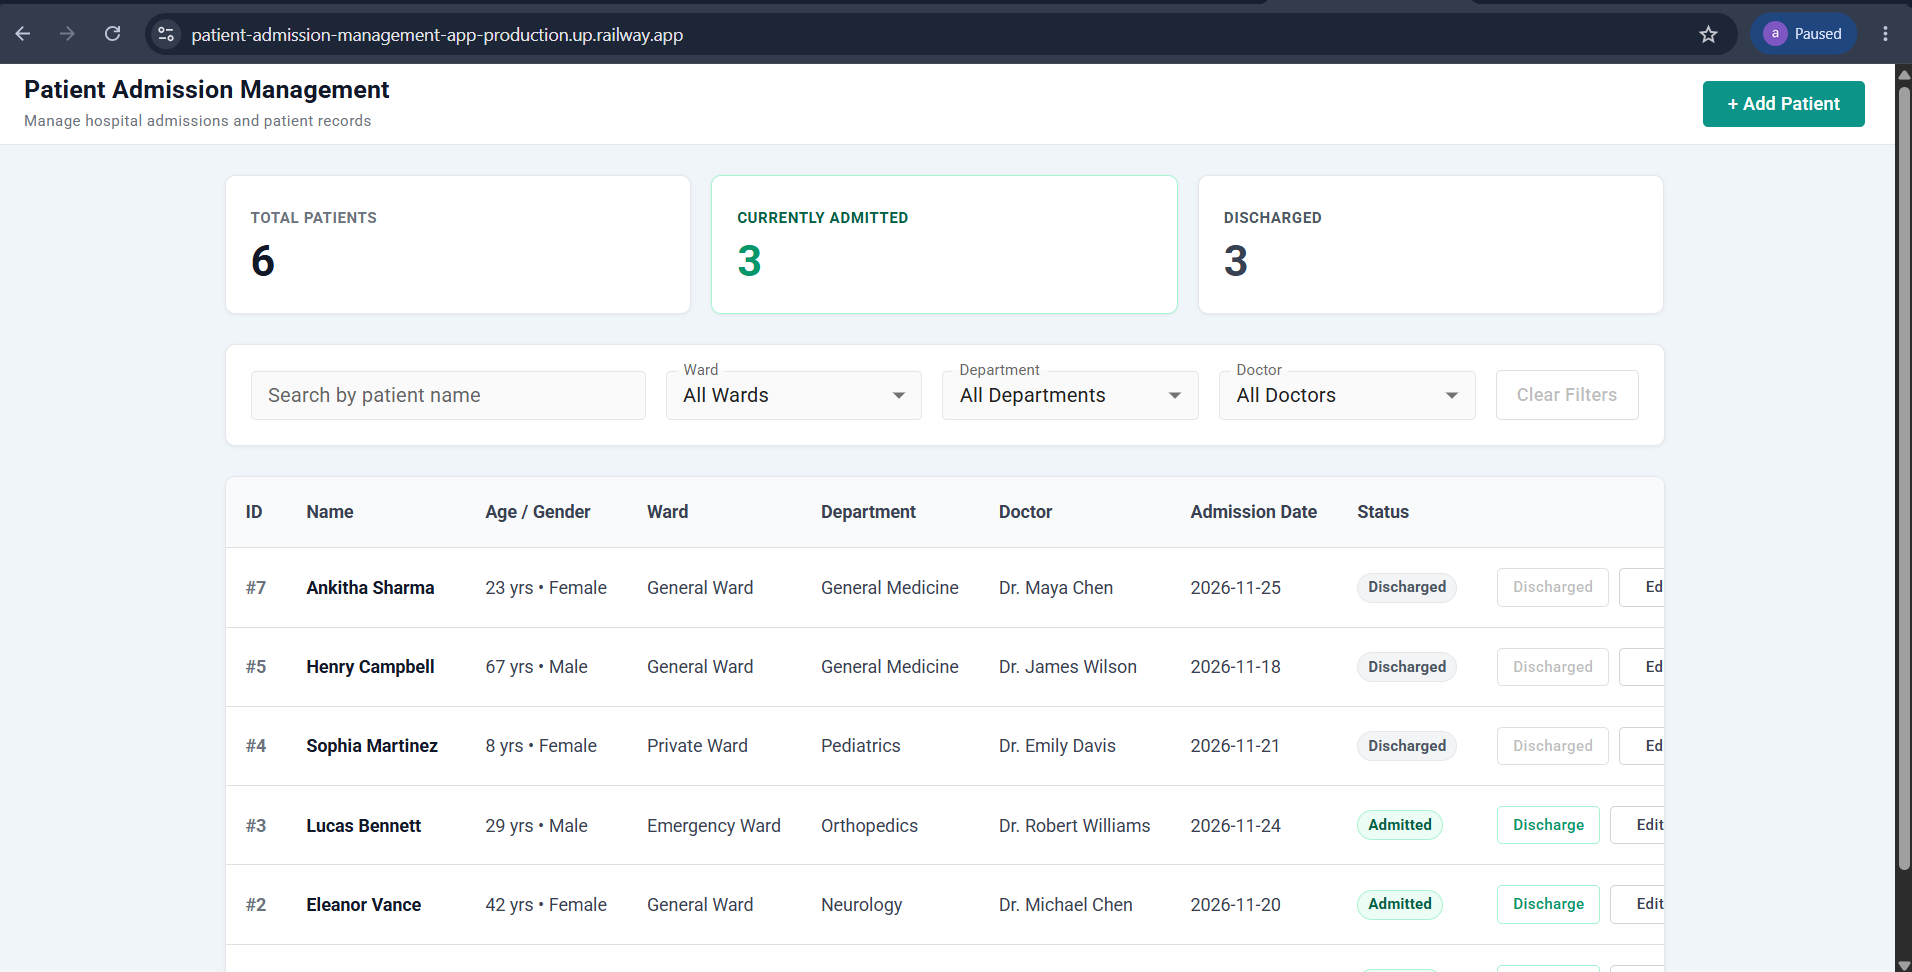 patient-admission-management-app-production.up.railway.app
a Paused
Patient Admission Management
Manage hospital admissions and patient records
+ Add Patient
TOTAL PATIENTS
6
CURRENTLY ADMITTED
3
DISCHARGED
3
Search by patient name
Ward
All Wards
Department
All Departments
Doctor
All Doctors
Clear Filters
ID Name Age / Gender Ward Department Doctor Admission Date Status
#7 Ankitha Sharma 23 yrs • Female General Ward General Medicine Dr. Maya Chen 2026-11-25 Discharged Discharged Ed
#5 Henry Campbell 67 yrs • Male General Ward General Medicine Dr. James Wilson 2026-11-18 Discharged Discharged Ed
#4 Sophia Martinez 8 yrs • Female Private Ward Pediatrics Dr. Emily Davis 2026-11-21 Discharged Discharged Ed
#3 Lucas Bennett 29 yrs • Male Emergency Ward Orthopedics Dr. Robert Williams 2026-11-24 Admitted Discharge Edit
#2 Eleanor Vance 42 yrs • Female General Ward Neurology Dr. Michael Chen 2026-11-20 Admitted Discharge Edit